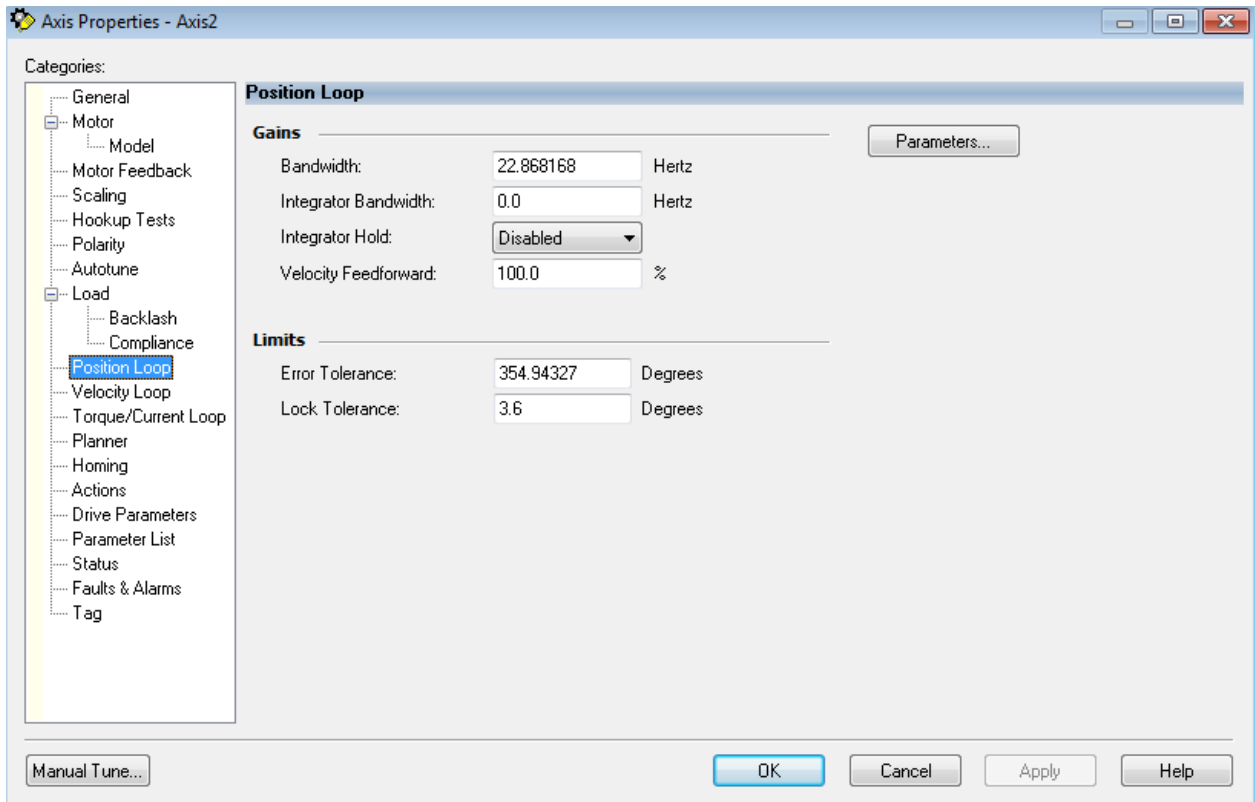 Axis Properties - Axis2
Categories:
General
Motor
Model
Motor Feedback
Scaling
Hookup Tests
Polarity
Autotune
Load
Backlash
Compliance
Position Loop
Velocity Loop
Torque/Current Loop
Planner
Homing
Actions
Drive Parameters
Parameter List
Status
Faults & Alarms
Tag
Position Loop
Gains
Parameters...
Bandwidth: 22.868168 Hertz
Integrator Bandwidth: 0.0 Hertz
Integrator Hold: Disabled
Velocity Feedforward: 100.0 %
Limits
Error Tolerance: 354.94327 Degrees
Lock Tolerance: 3.6 Degrees
Manual Tune... OK Cancel Apply Help